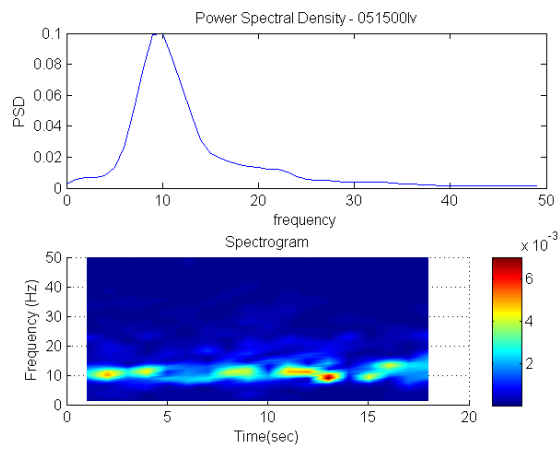 Power Spectral Density - 051500lv
0.1
0.08
0.06
0.04
0.02
0
PSD
0 10 20 30 40 50
frequency
Spectrogram
x 10^-3
50
40
30
20
10
0
Frequency (Hz)
6
4
2
0 5 10 15 20
Time(sec)